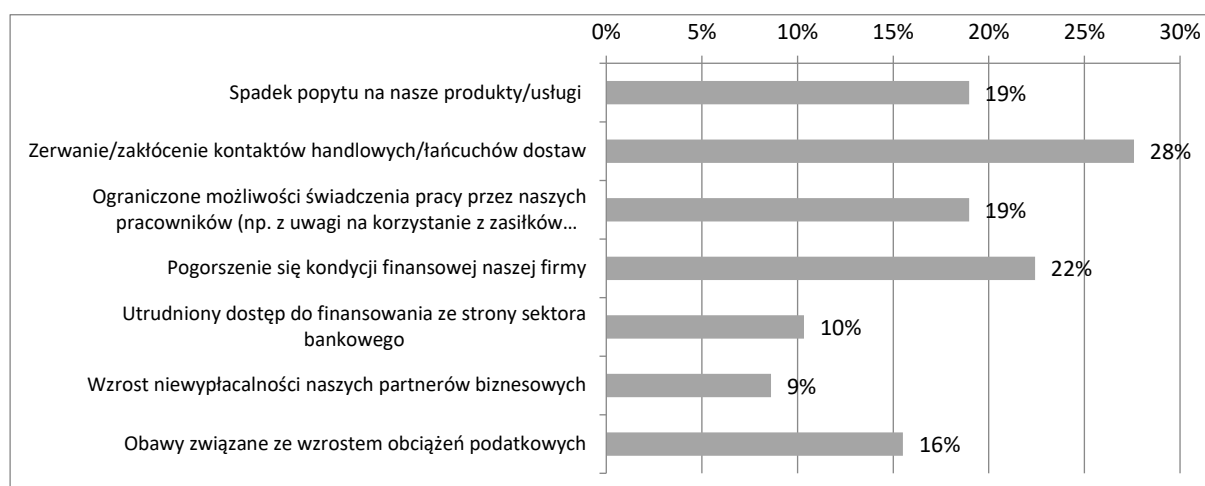 0% 5% 10% 15% 20% 25% 30%
Spadek popytu na nasze produkty/usługi 19%
Zerwanie/zakłócenie kontaktów handlowych/łańcuchów dostaw 28%
Ograniczone możliwości świadczenia pracy przez naszych
pracowników (np. z uwagi na korzystanie z zasiłków... 19%
Pogorszenie się kondycji finansowej naszej firmy 22%
Utrudniony dostęp do finansowania ze strony sektora
bankowego 10%
Wzrost niewypłacalności naszych partnerów biznesowych 9%
Obawy związane ze wzrostem obciążeń podatkowych 16%